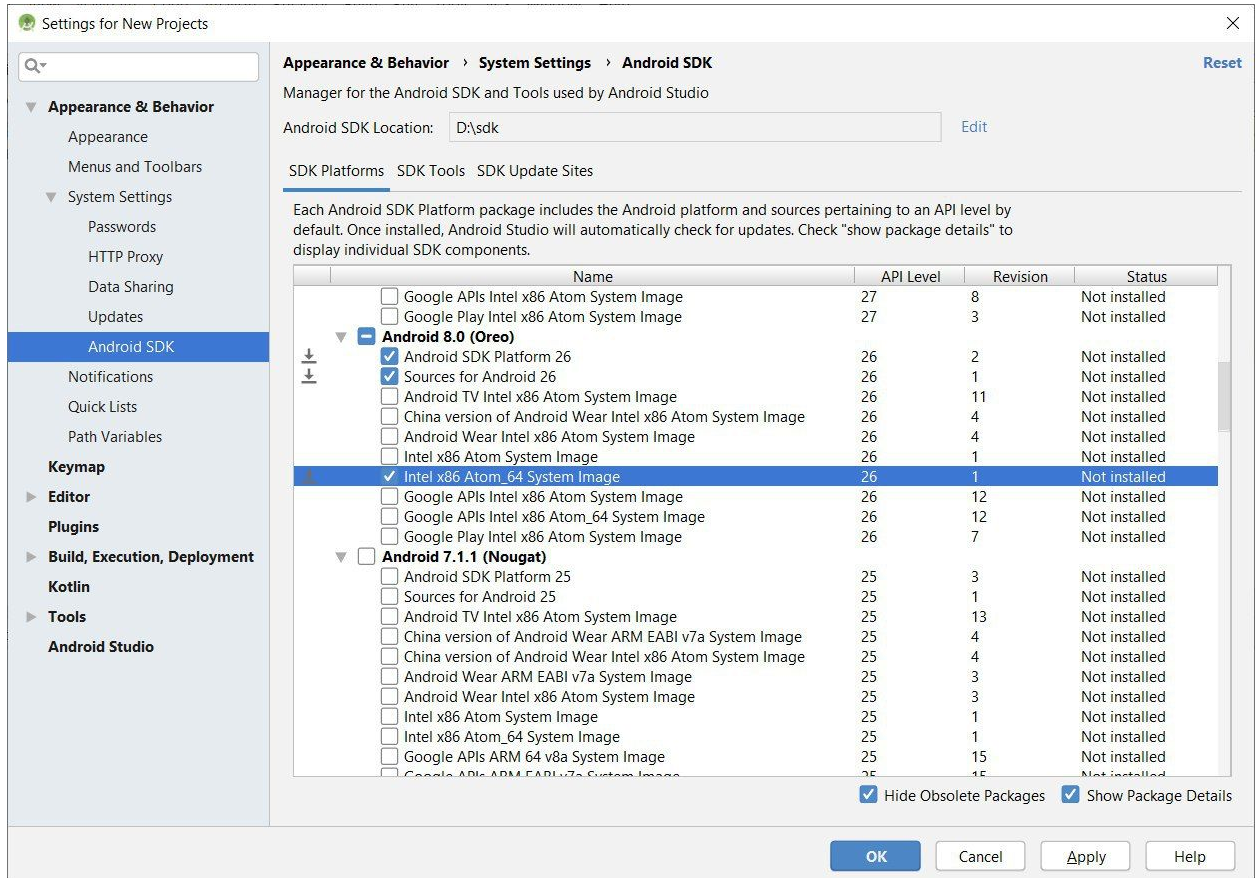 Settings for New Projects
Appearance & Behavior
Appearance
Menus and Toolbars
System Settings
Passwords
HTTP Proxy
Data Sharing
Updates
Android SDK
Notifications
Quick Lists
Path Variables
Keymap
Editor
Plugins
Build, Execution, Deployment
Kotlin
Tools
Android Studio
Appearance & Behavior › System Settings › Android SDK Reset
Manager for the Android SDK and Tools used by Android Studio
Android SDK Location: D:\sdk Edit
SDK Platforms SDK Tools SDK Update Sites
Each Android SDK Platform package includes the Android platform and sources pertaining to an API level by
default. Once installed, Android Studio will automatically check for updates. Check "show package details" to
display individual SDK components.
Name API Level Revision Status
Google APIs Intel x86 Atom System Image 27 8 Not installed
Google Play Intel x86 Atom System Image 27 3 Not installed
Android 8.0 (Oreo)
Android SDK Platform 26 26 2 Not installed
Sources for Android 26 26 1 Not installed
Android TV Intel x86 Atom System Image 26 11 Not installed
China version of Android Wear Intel x86 Atom System Image 26 4 Not installed
Android Wear Intel x86 Atom System Image 26 4 Not installed
Intel x86 Atom System Image 26 1 Not installed
Intel x86 Atom_64 System Image 26 1 Not installed
Google APIs Intel x86 Atom System Image 26 12 Not installed
Google APIs Intel x86 Atom_64 System Image 26 12 Not installed
Google Play Intel x86 Atom System Image 26 7 Not installed
Android 7.1.1 (Nougat)
Android SDK Platform 25 25 3 Not installed
Sources for Android 25 25 1 Not installed
Android TV Intel x86 Atom System Image 25 13 Not installed
China version of Android Wear ARM EABI v7a System Image 25 4 Not installed
China version of Android Wear Intel x86 Atom System Image 25 4 Not installed
Android Wear ARM EABI v7a System Image 25 3 Not installed
Android Wear Intel x86 Atom System Image 25 3 Not installed
Intel x86 Atom System Image 25 1 Not installed
Intel x86 Atom_64 System Image 25 1 Not installed
Google APIs ARM 64 v8a System Image 25 15 Not installed
Google APIs ARM EABI v7a System Image 25 15 Not installed
Hide Obsolete Packages Show Package Details
OK Cancel Apply Help